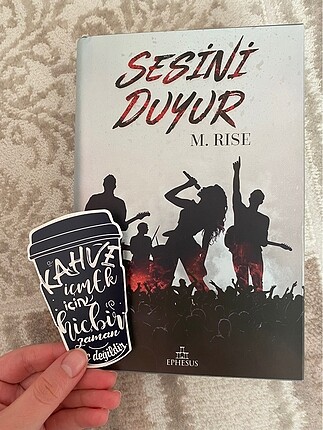 SESİNİ
DUYUR
M. RISE
KAHVE
içmek
için
hiçbir
zaman
değildir
EPHESUS